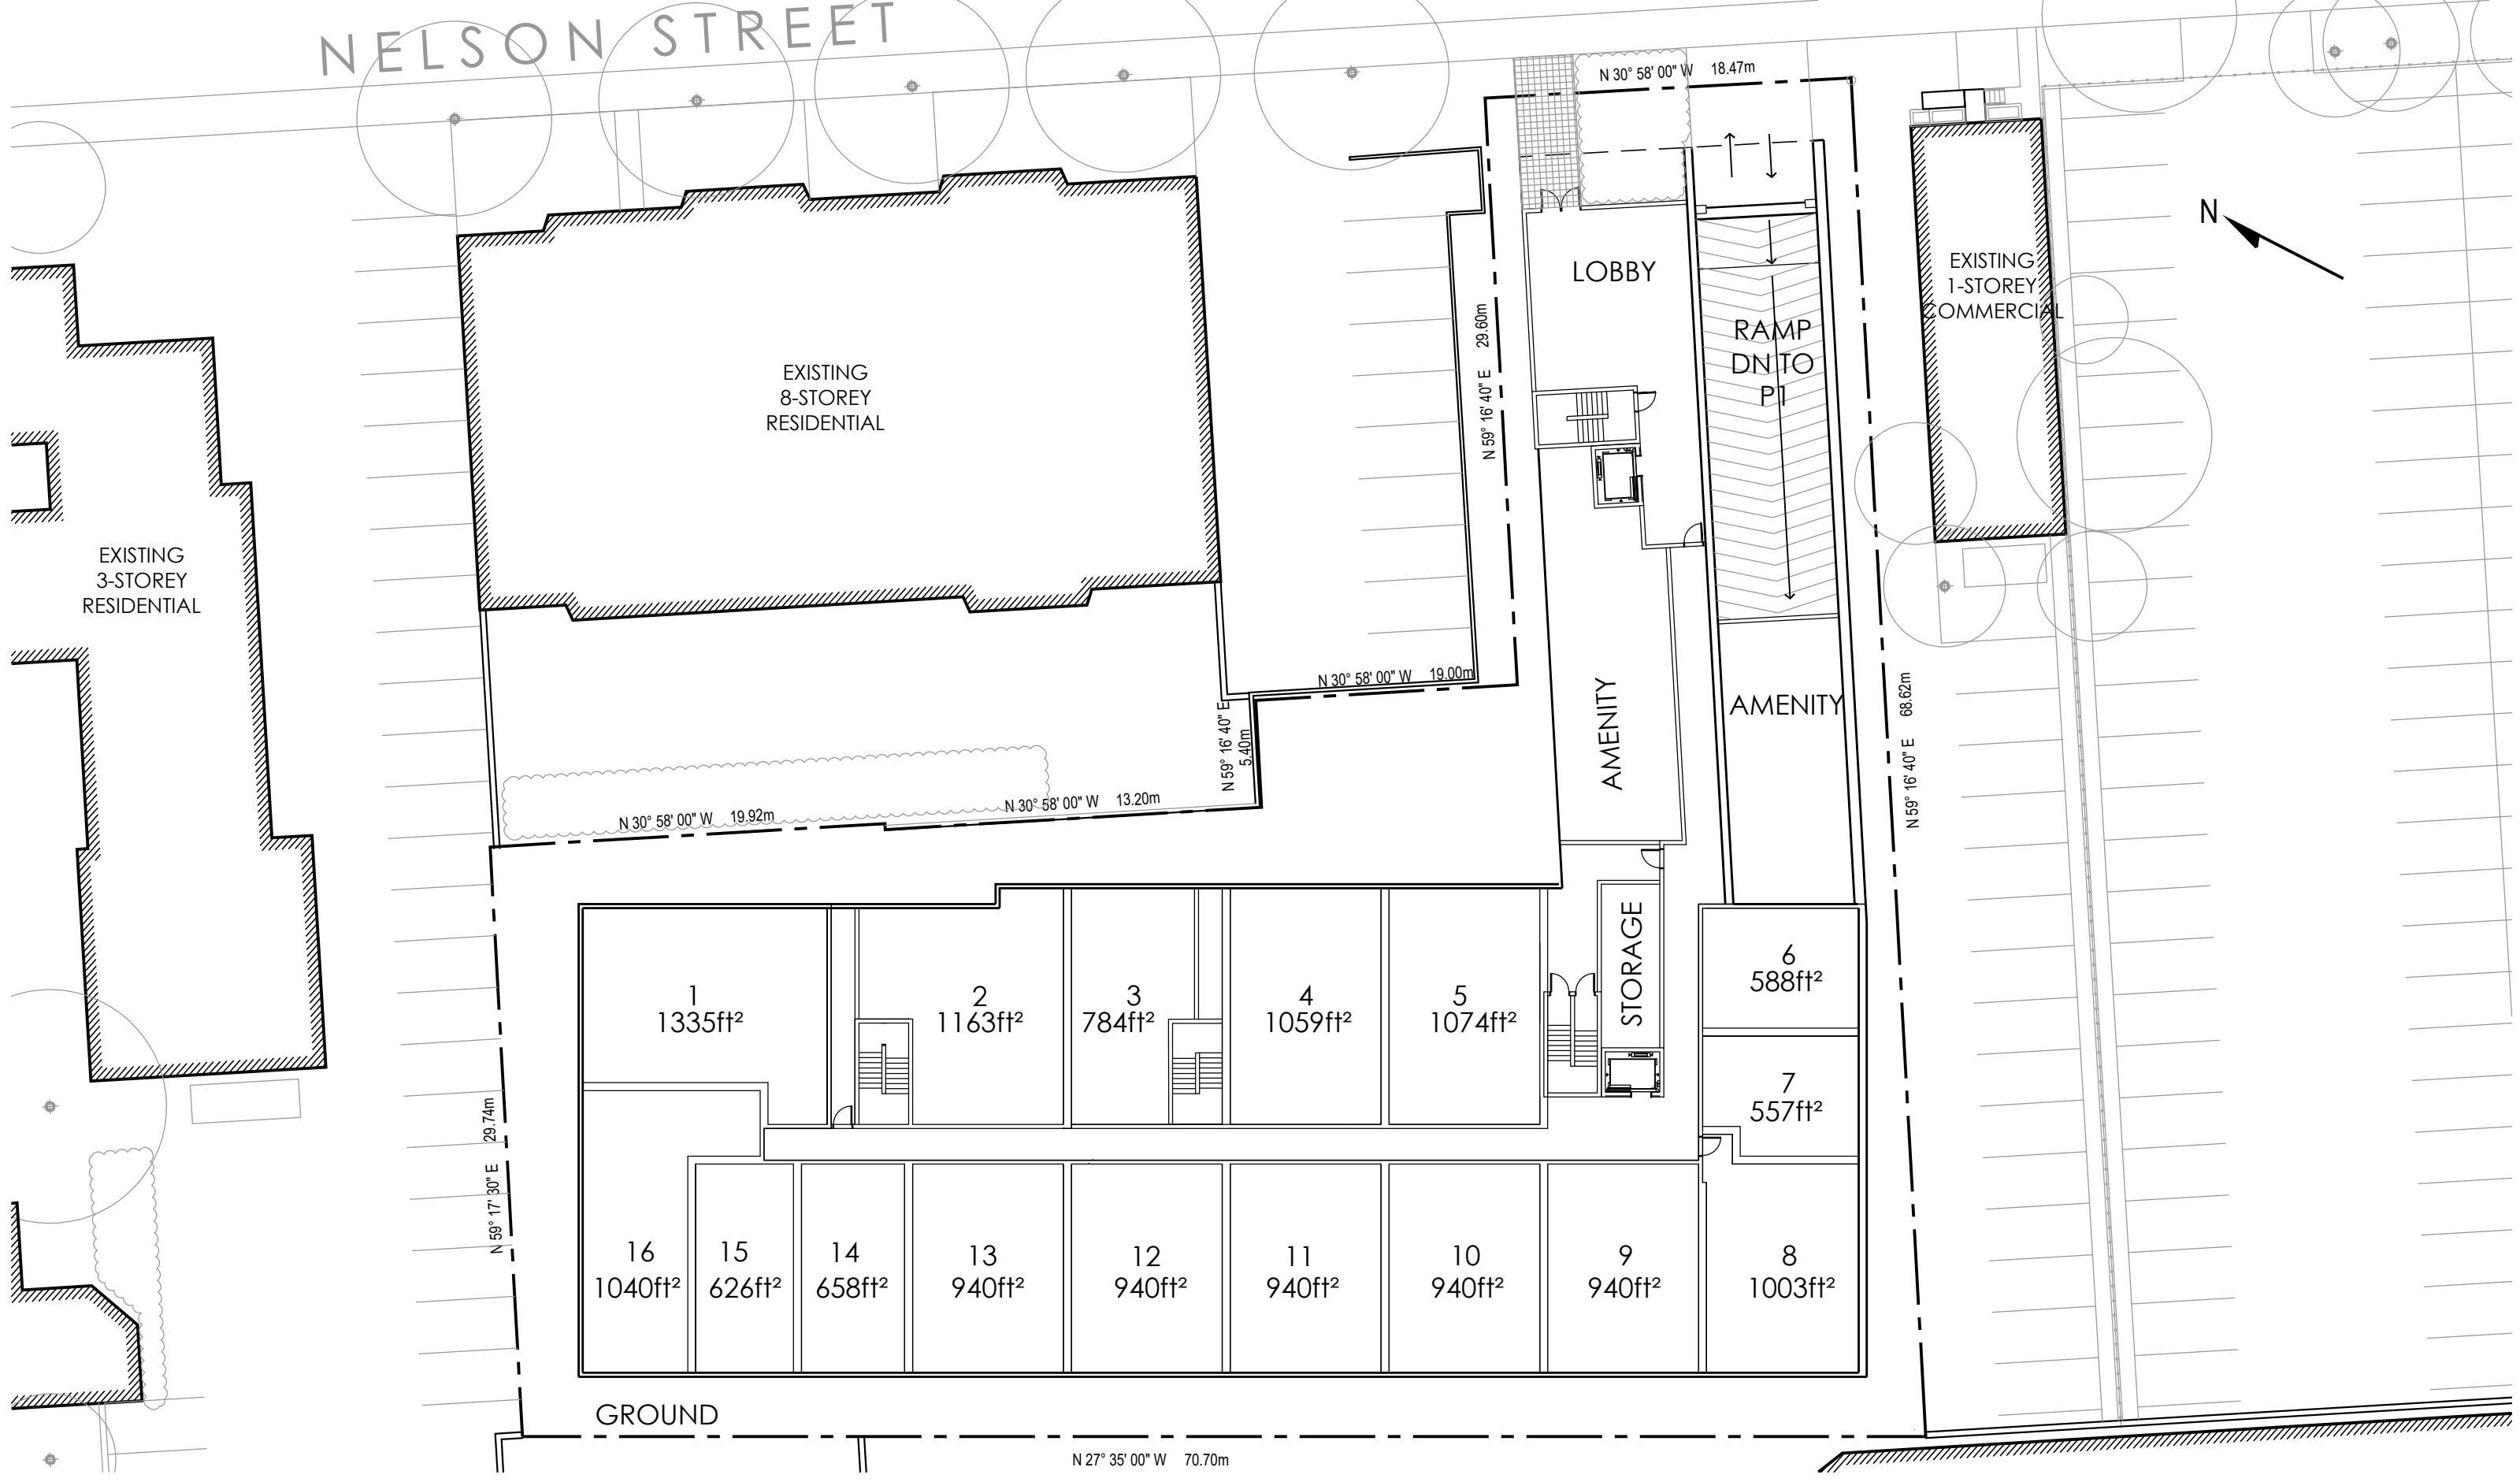 NELSON STREET
N 30° 58' 00" W 18.47m
N
LOBBY
EXISTING
1-STOREY
COMMERCIAL
RAMP
DN TO
P1
N 59° 16' 40" E 29.60m
EXISTING
8-STOREY
RESIDENTIAL
EXISTING
3-STOREY
RESIDENTIAL
N 30° 58' 00" W 19.00m
AMENITY
AMENITY
N 59° 16' 40" E 68.62m
N 59° 16' 40" E
5.40m
N 30° 58' 00" W 13.20m
N 30° 58' 00" W 19.92m
STORAGE
1
1335ft²
2
1163ft²
3
784ft²
4
1059ft²
5
1074ft²
6
588ft²
7
557ft²
N 59° 17' 30" E 29.74m
16
1040ft²
15
626ft²
14
658ft²
13
940ft²
12
940ft²
11
940ft²
10
940ft²
9
940ft²
8
1003ft²
GROUND
N 27° 35' 00" W 70.70m